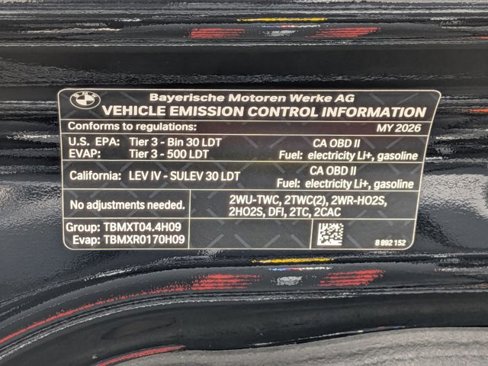 BMW
Bayerische Motoren Werke AG
VEHICLE EMISSION CONTROL INFORMATION
Conforms to regulations: MY 2026
U.S. EPA: Tier 3 - Bin 30 LDT CA OBD II
EVAP: Tier 3 - 500 LDT Fuel: electricity Li+, gasoline
California: LEV IV - SULEV 30 LDT CA OBD II
Fuel: electricity Li+, gasoline
No adjustments needed. 2WU-TWC, 2TWC(2), 2WR-HO2S,
2HO2S, DFI, 2TC, 2CAC
Group: TBMXT04.4H09
Evap: TBMXR0170H09 8 892 152